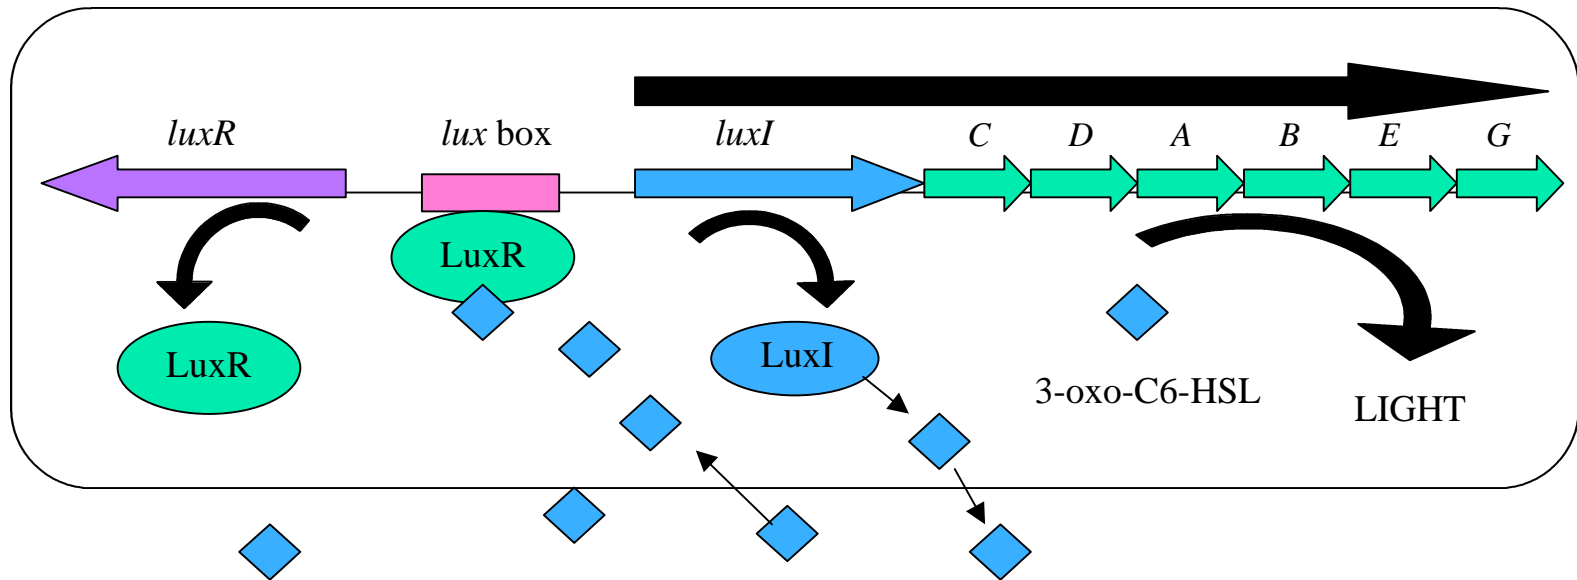 luxR lux box luxI C D A B E G
LuxR
LuxR
LuxI
3-oxo-C6-HSL
LIGHT